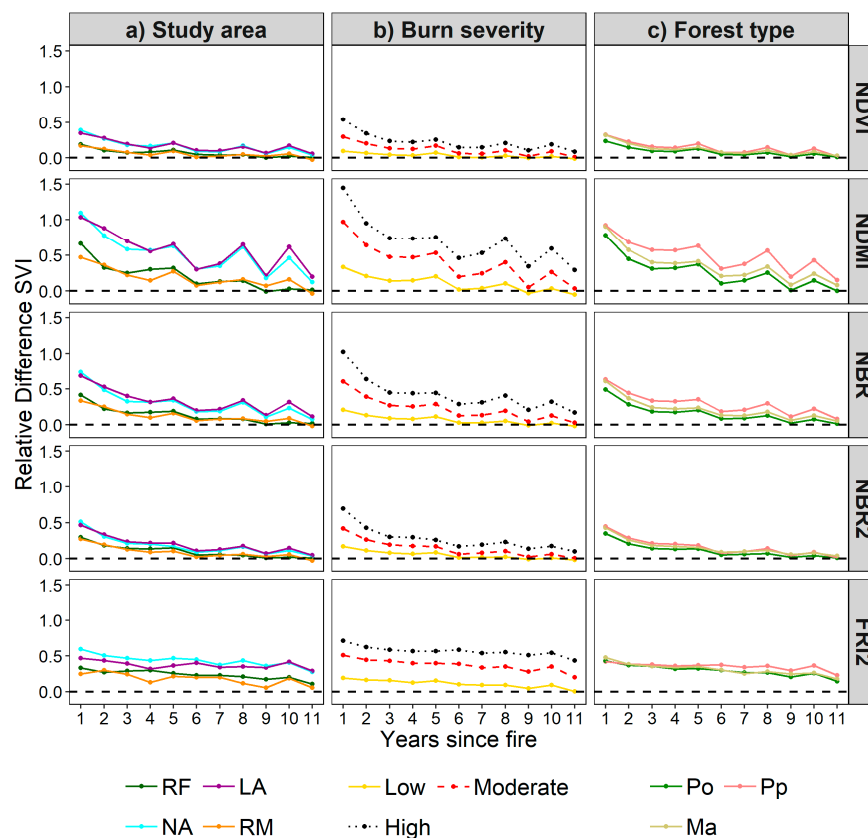 a) Study area b) Burn severity c) Forest type
1.5
1.0
0.5
0.0
NDVI
1.5
1.0
0.5
0.0
NDMI
1.5
1.0
0.5
0.0
NBR
1.5
1.0
0.5
0.0
NBR2
1.5
1.0
0.5
0.0
FRI2
Relative Difference SVI
1 2 3 4 5 6 7 8 9 10 11 1 2 3 4 5 6 7 8 9 10 11 1 2 3 4 5 6 7 8 9 10 11
Years since fire
RF LA Low Moderate Po Pp
NA RM High Ma